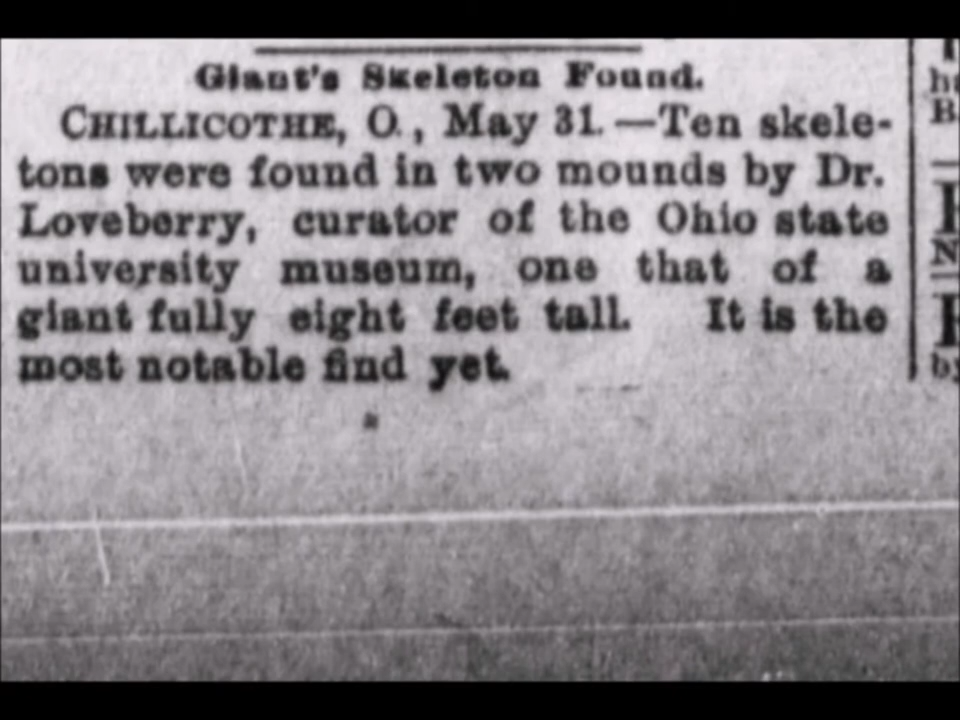 Giant's Skeleton Found.
CHILLICOTHE, O., May 31.—Ten skele-
tons were found in two mounds by Dr.
Loveberry, curator of the Ohio state
university museum, one that of a
giant fully eight feet tall. It is the
most notable find yet.
B.
N
by